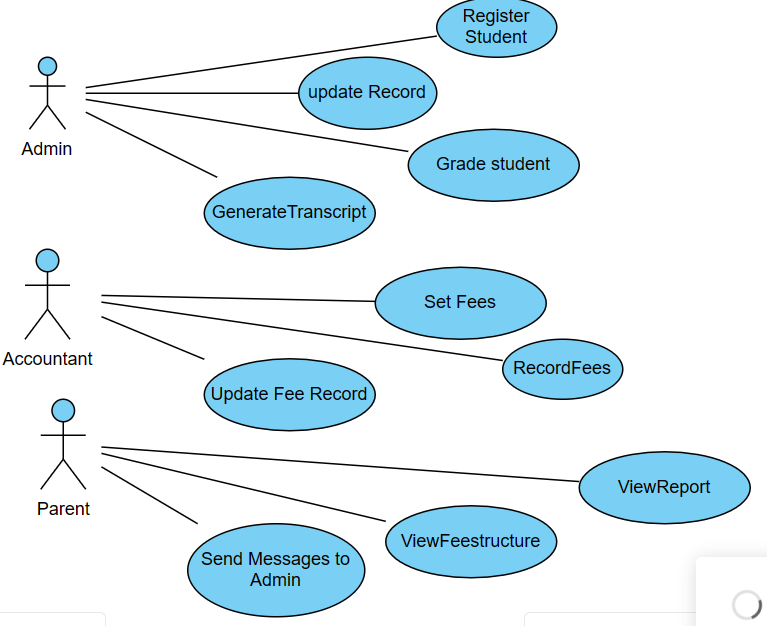 Register
Student
update Record
Admin
Grade student
GenerateTranscript
Set Fees
Accountant
RecordFees
Update Fee Record
Parent
ViewReport
ViewFeestructure
Send Messages to
Admin